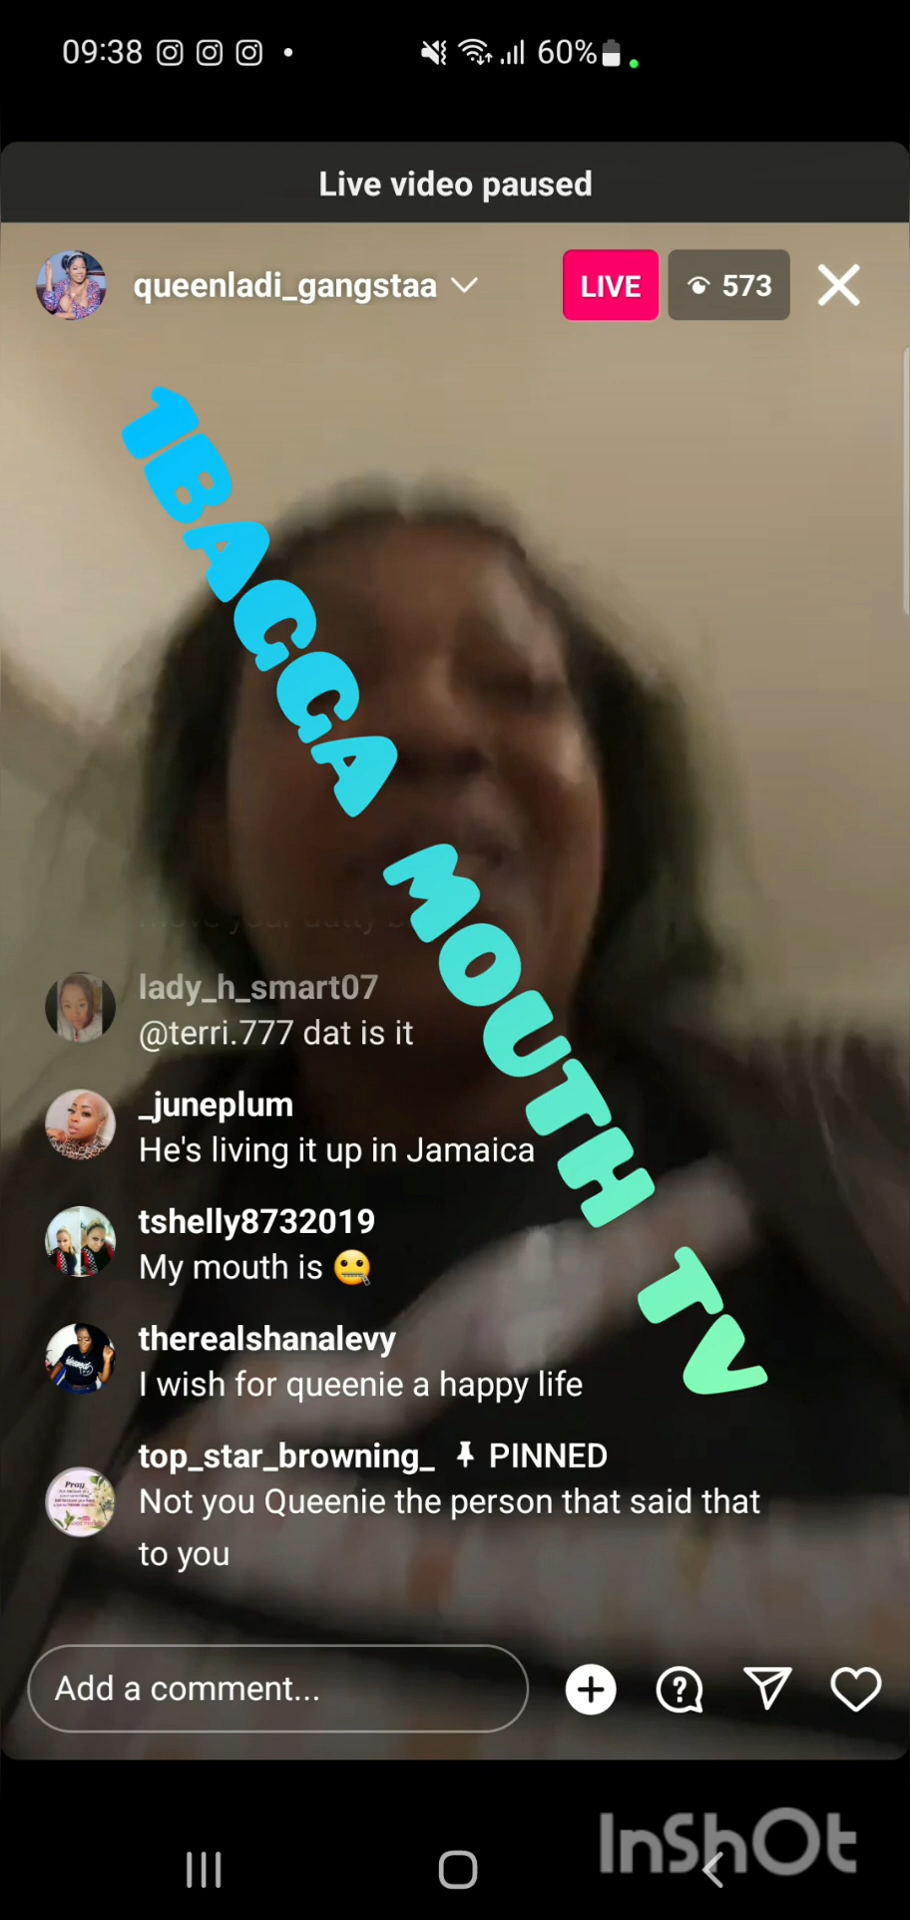 09:38
60%
Live video paused
queenladi_gangstaa
LIVE
573
1BAGGA MOUTH TV
lady_h_smart07
@terri.777 dat is it
_juneplum
He's living it up in Jamaica
tshelly8732019
My mouth is 🤐
therealshanalevy
I wish for queenie a happy life
top_star_browning_ PINNED
Not you Queenie the person that said that
to you
Pray
Add a comment...
InShOt